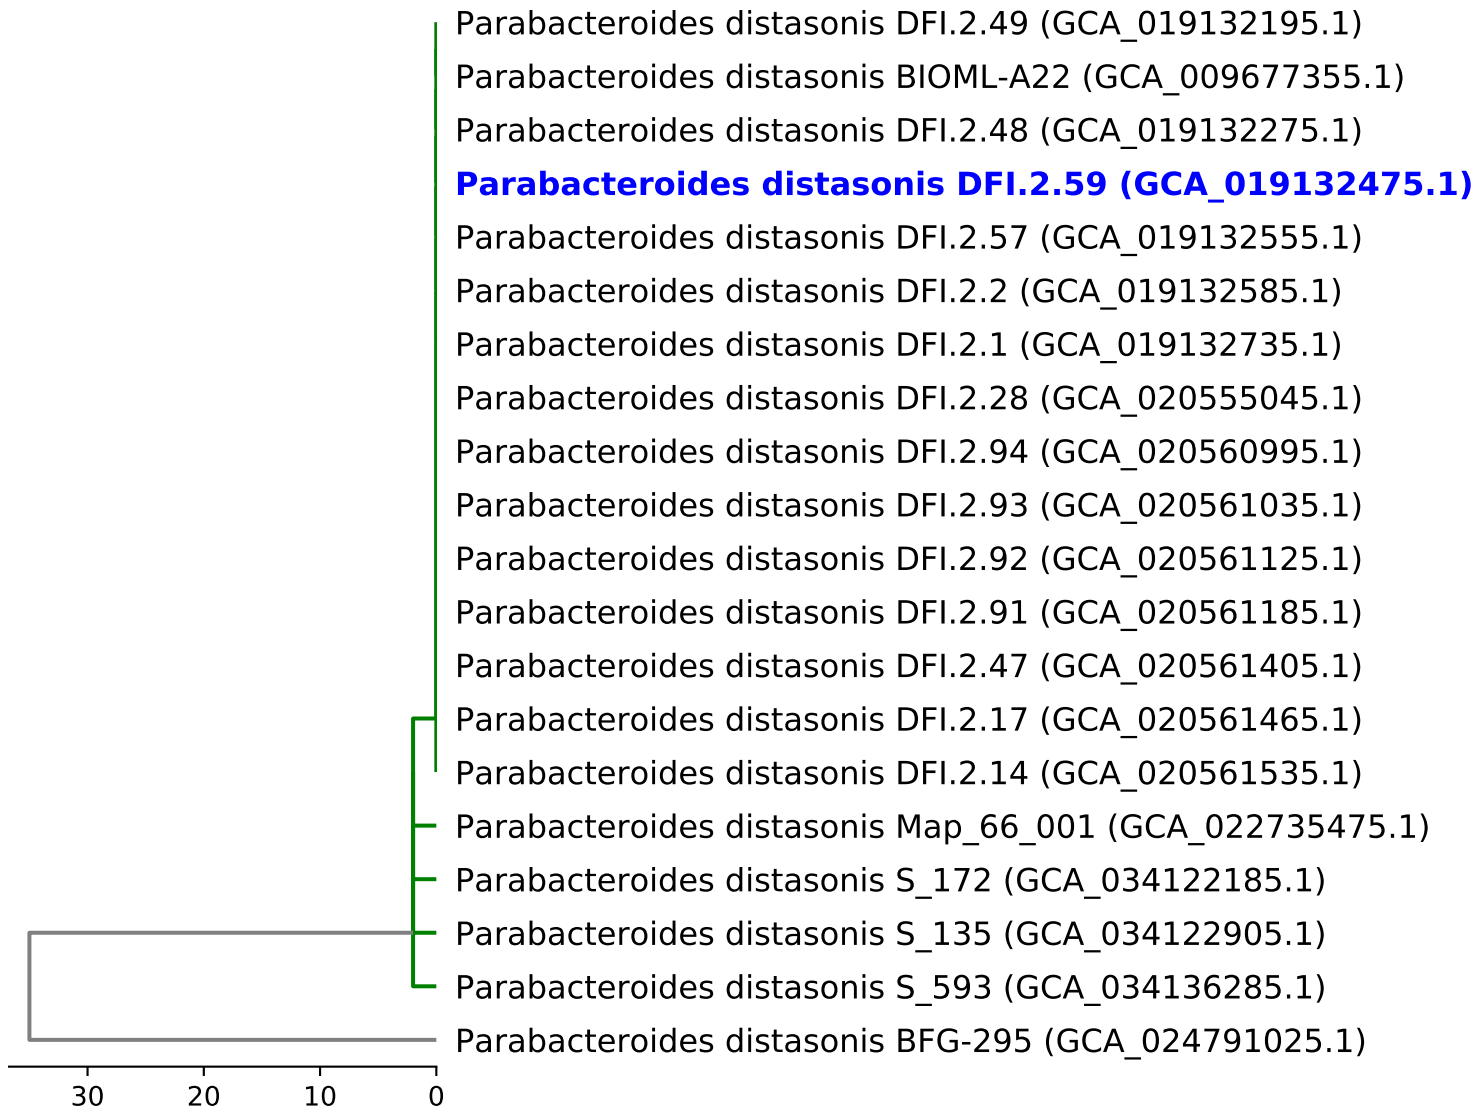 Parabacteroides distasonis DFI.2.49 (GCA_019132195.1)
Parabacteroides distasonis BIOML-A22 (GCA_009677355.1)
Parabacteroides distasonis DFI.2.48 (GCA_019132275.1)
Parabacteroides distasonis DFI.2.59 (GCA_019132475.1)
Parabacteroides distasonis DFI.2.57 (GCA_019132555.1)
Parabacteroides distasonis DFI.2.2 (GCA_019132585.1)
Parabacteroides distasonis DFI.2.1 (GCA_019132735.1)
Parabacteroides distasonis DFI.2.28 (GCA_020555045.1)
Parabacteroides distasonis DFI.2.94 (GCA_020560995.1)
Parabacteroides distasonis DFI.2.93 (GCA_020561035.1)
Parabacteroides distasonis DFI.2.92 (GCA_020561125.1)
Parabacteroides distasonis DFI.2.91 (GCA_020561185.1)
Parabacteroides distasonis DFI.2.47 (GCA_020561405.1)
Parabacteroides distasonis DFI.2.17 (GCA_020561465.1)
Parabacteroides distasonis DFI.2.14 (GCA_020561535.1)
Parabacteroides distasonis Map_66_001 (GCA_022735475.1)
Parabacteroides distasonis S_172 (GCA_034122185.1)
Parabacteroides distasonis S_135 (GCA_034122905.1)
Parabacteroides distasonis S_593 (GCA_034136285.1)
Parabacteroides distasonis BFG-295 (GCA_024791025.1)
30 20 10 0